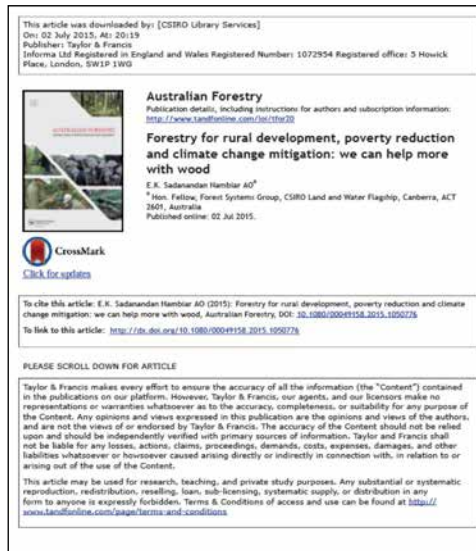 This article was downloaded by: [CSIRO Library Services]
On: 02 July 2015, At: 20:19
Publisher: Taylor & Francis
Informa Ltd Registered in England and Wales Registered Number: 1072954 Registered office: 5 Howick
Place, London, SW1P 1WG
Australian Forestry
Publication details, including instructions for authors and subscription information:
http://www.tandfonline.com/loi/tfor20
AUSTRALIAN FORESTRY
Forestry for rural development, poverty reduction
and climate change mitigation: we can help more
with wood
E.K. Sadanandan Nambiar AO
a Hon. Fellow, Forest Systems Group, CSIRO Land and Water Flagship, Canberra, ACT
2601, Australia
Published online: 02 Jul 2015.
CrossMark
Click for updates
To cite this article: E.K. Sadanandan Nambiar AO (2015): Forestry for rural development, poverty reduction and climate
change mitigation: we can help more with wood, Australian Forestry, DOI: 10.1080/00049158.2015.1050776
To link to this article: http://dx.doi.org/10.1080/00049158.2015.1050776
PLEASE SCROLL DOWN FOR ARTICLE
Taylor & Francis makes every effort to ensure the accuracy of all the information (the "Content") contained
in the publications on our platform. However, Taylor & Francis, our agents, and our licensors make no
representations or warranties whatsoever as to the accuracy, completeness, or suitability for any purpose of
the Content. Any opinions and views expressed in this publication are the opinions and views of the authors,
and are not the views of or endorsed by Taylor & Francis. The accuracy of the Content should not be relied
upon and should be independently verified with primary sources of information. Taylor and Francis shall
not be liable for any losses, actions, claims, proceedings, demands, costs, expenses, damages, and other
liabilities whatsoever or howsoever caused arising directly or indirectly in connection with, in relation to or
arising out of the use of the Content.
This article may be used for research, teaching, and private study purposes. Any substantial or systematic
reproduction, redistribution, reselling, loan, sub-licensing, systematic supply, or distribution in any
form to anyone is expressly forbidden. Terms & Conditions of access and use can be found at http://
www.tandfonline.com/page/terms-and-conditions